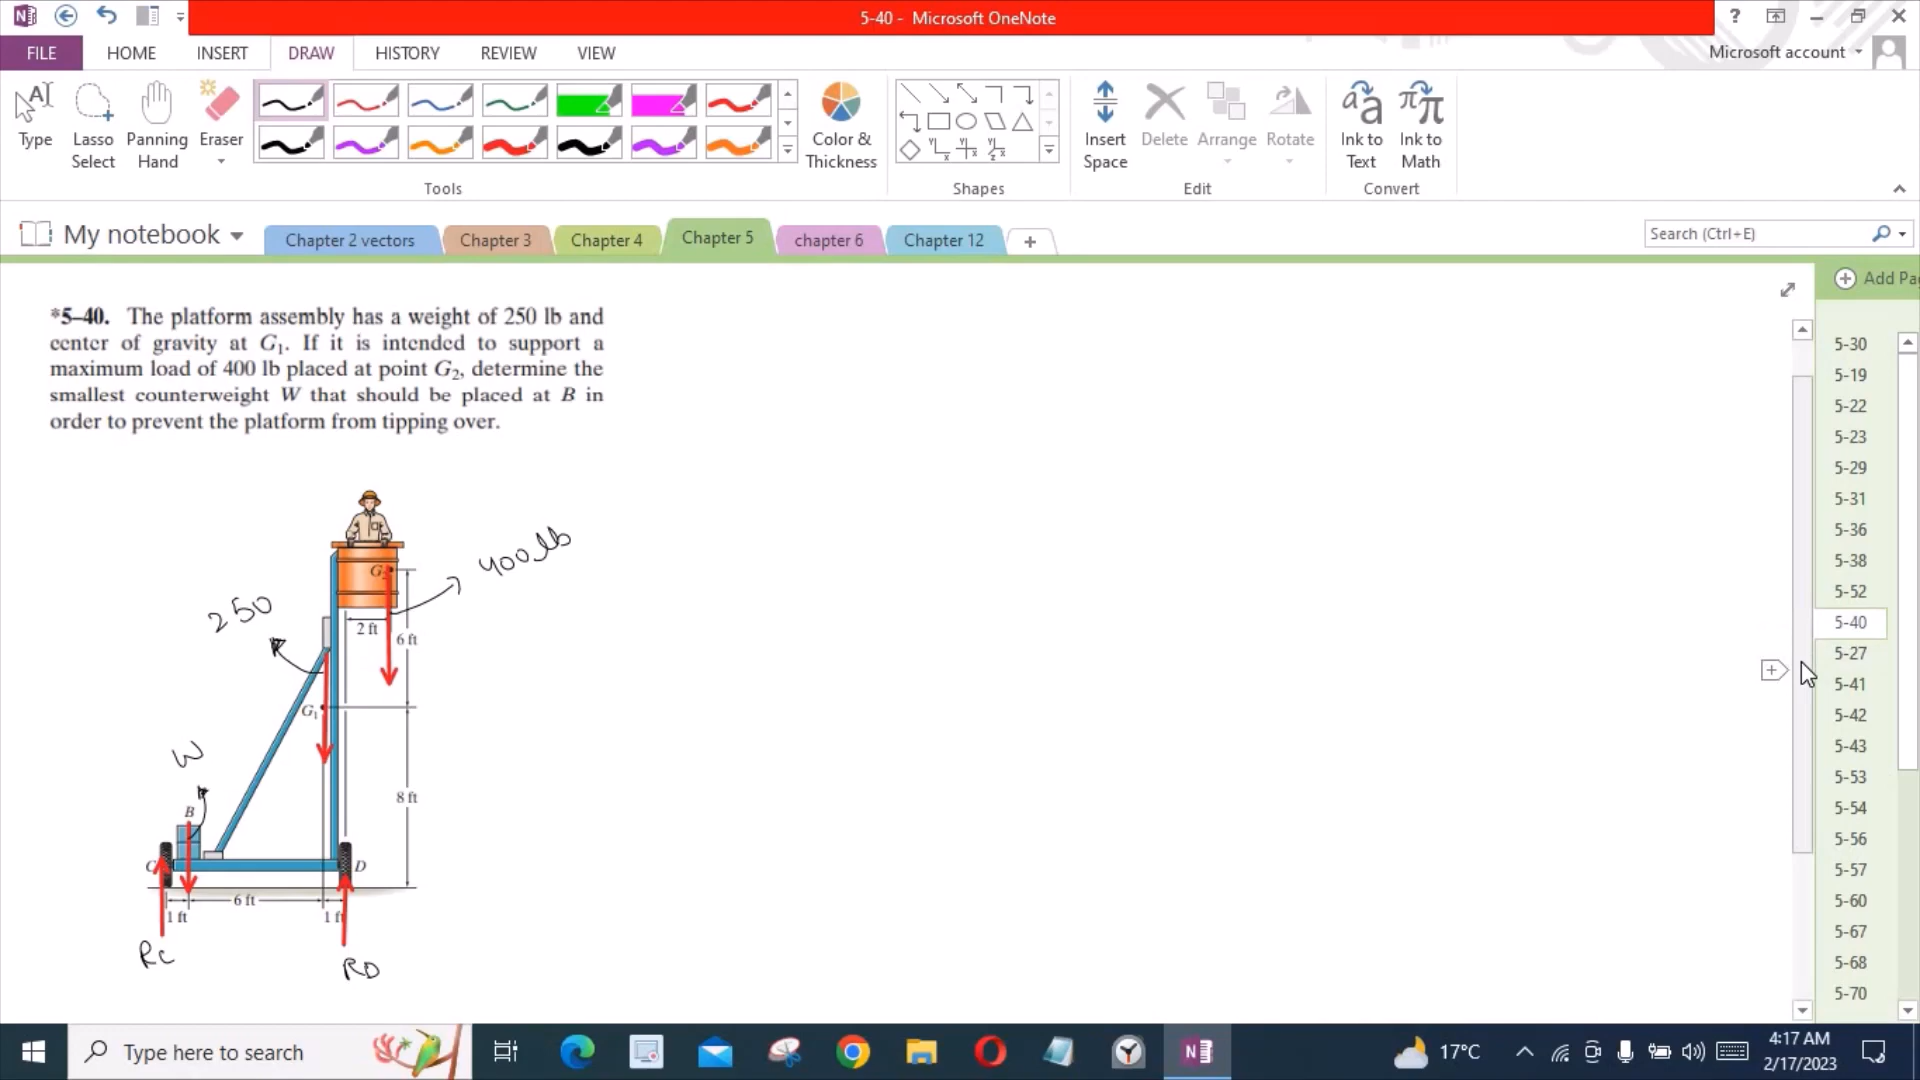 5-40 - Microsoft OneNote
?
FILE HOME INSERT DRAW HISTORY REVIEW VIEW
Microsoft account
Type
Lasso Select
Panning Hand
Eraser
Color & Thickness
Insert Space
Delete
Arrange
Rotate
Ink to Text
Ink to Math
Tools
Shapes
Edit
Convert
My notebook
Chapter 2 vectors
Chapter 3
Chapter 4
Chapter 5
chapter 6
Chapter 12
Search (Ctrl+E)
Add Pa
*5–40. The platform assembly has a weight of 250 lb and
center of gravity at G₁. If it is intended to support a
maximum load of 400 lb placed at point G₂, determine the
smallest counterweight W that should be placed at B in
order to prevent the platform from tipping over.
400 lb
250
G₂
2 ft
6 ft
G₁
W
B
8 ft
C
D
6 ft
1 ft
1 ft
RC
RD
5-30
5-19
5-22
5-23
5-29
5-31
5-36
5-38
5-52
5-40
5-27
5-41
5-42
5-43
5-53
5-54
5-56
5-57
5-60
5-67
5-68
5-70
Type here to search
17°C
4:17 AM
2/17/2023